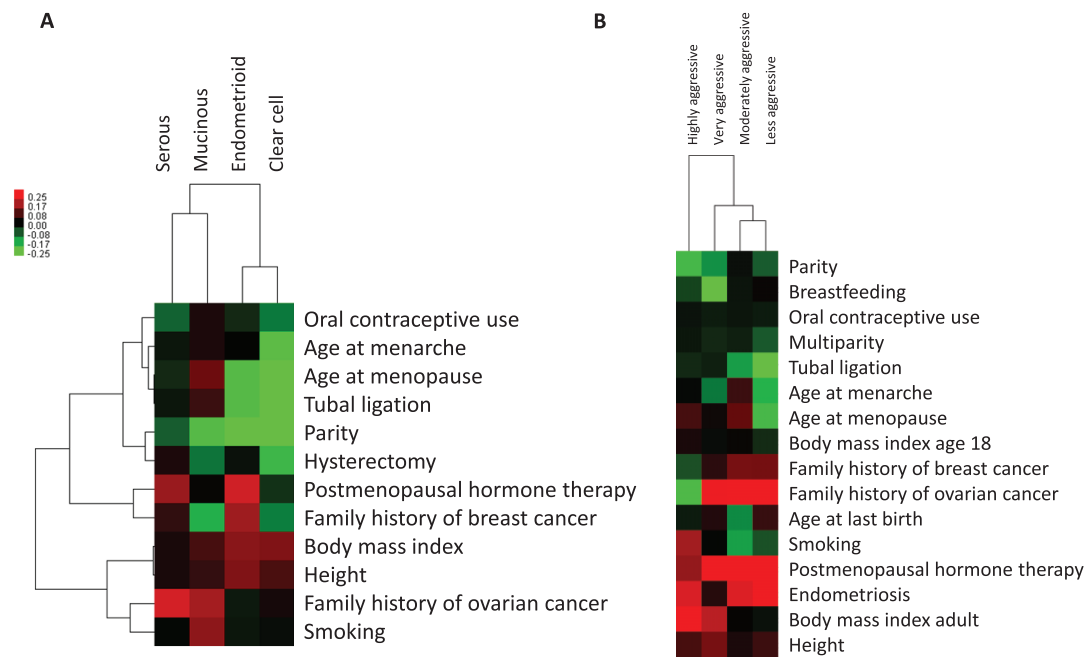 A
B
Serous
Mucinous
Endometrioid
Clear cell
Highly aggressive
Very aggressive
Moderately aggressive
Less aggressive
0.25
0.17
0.08
0.00
-0.08
-0.17
-0.25
Oral contraceptive use
Age at menarche
Age at menopause
Tubal ligation
Parity
Hysterectomy
Postmenopausal hormone therapy
Family history of breast cancer
Body mass index
Height
Family history of ovarian cancer
Smoking
Parity
Breastfeeding
Oral contraceptive use
Multiparity
Tubal ligation
Age at menarche
Age at menopause
Body mass index age 18
Family history of breast cancer
Family history of ovarian cancer
Age at last birth
Smoking
Postmenopausal hormone therapy
Endometriosis
Body mass index adult
Height